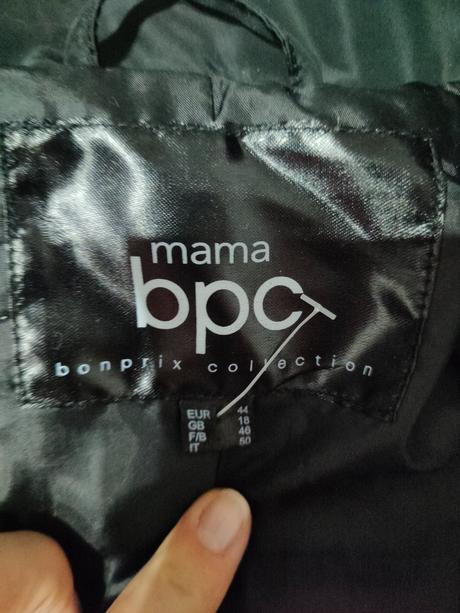 mama
bpc
bonprix collection
EUR 44
GB 18
F/B 46
IT 50